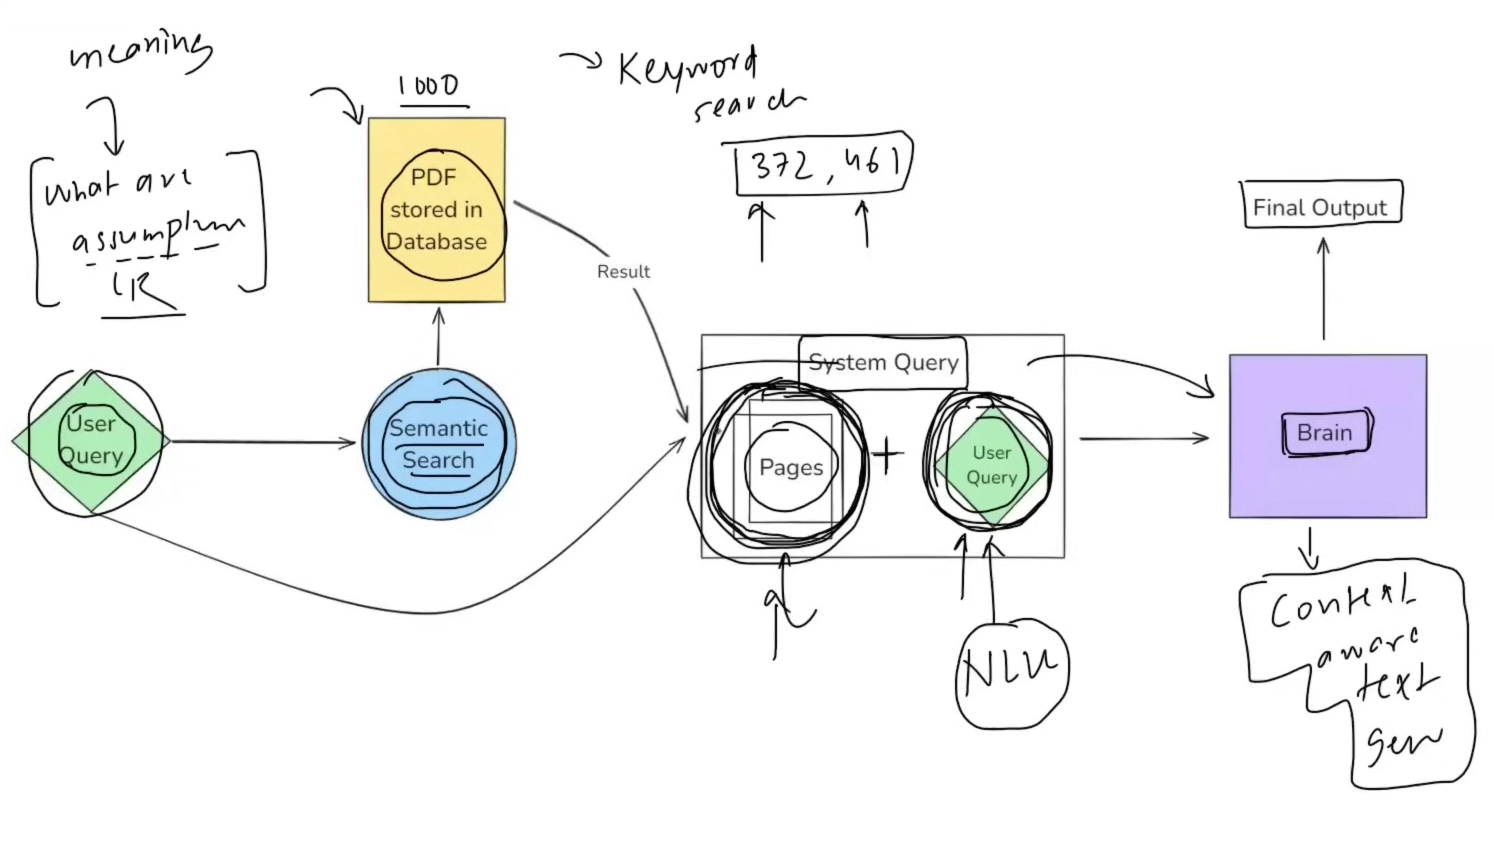 meaning
what are
assumption
LR
1000
PDF
stored in
Database
Keyword
search
372, 461
Result
Final Output
User
Query
Semantic
Search
System Query
Pages
+
User
Query
Brain
NLU
Context
aware
text
gen